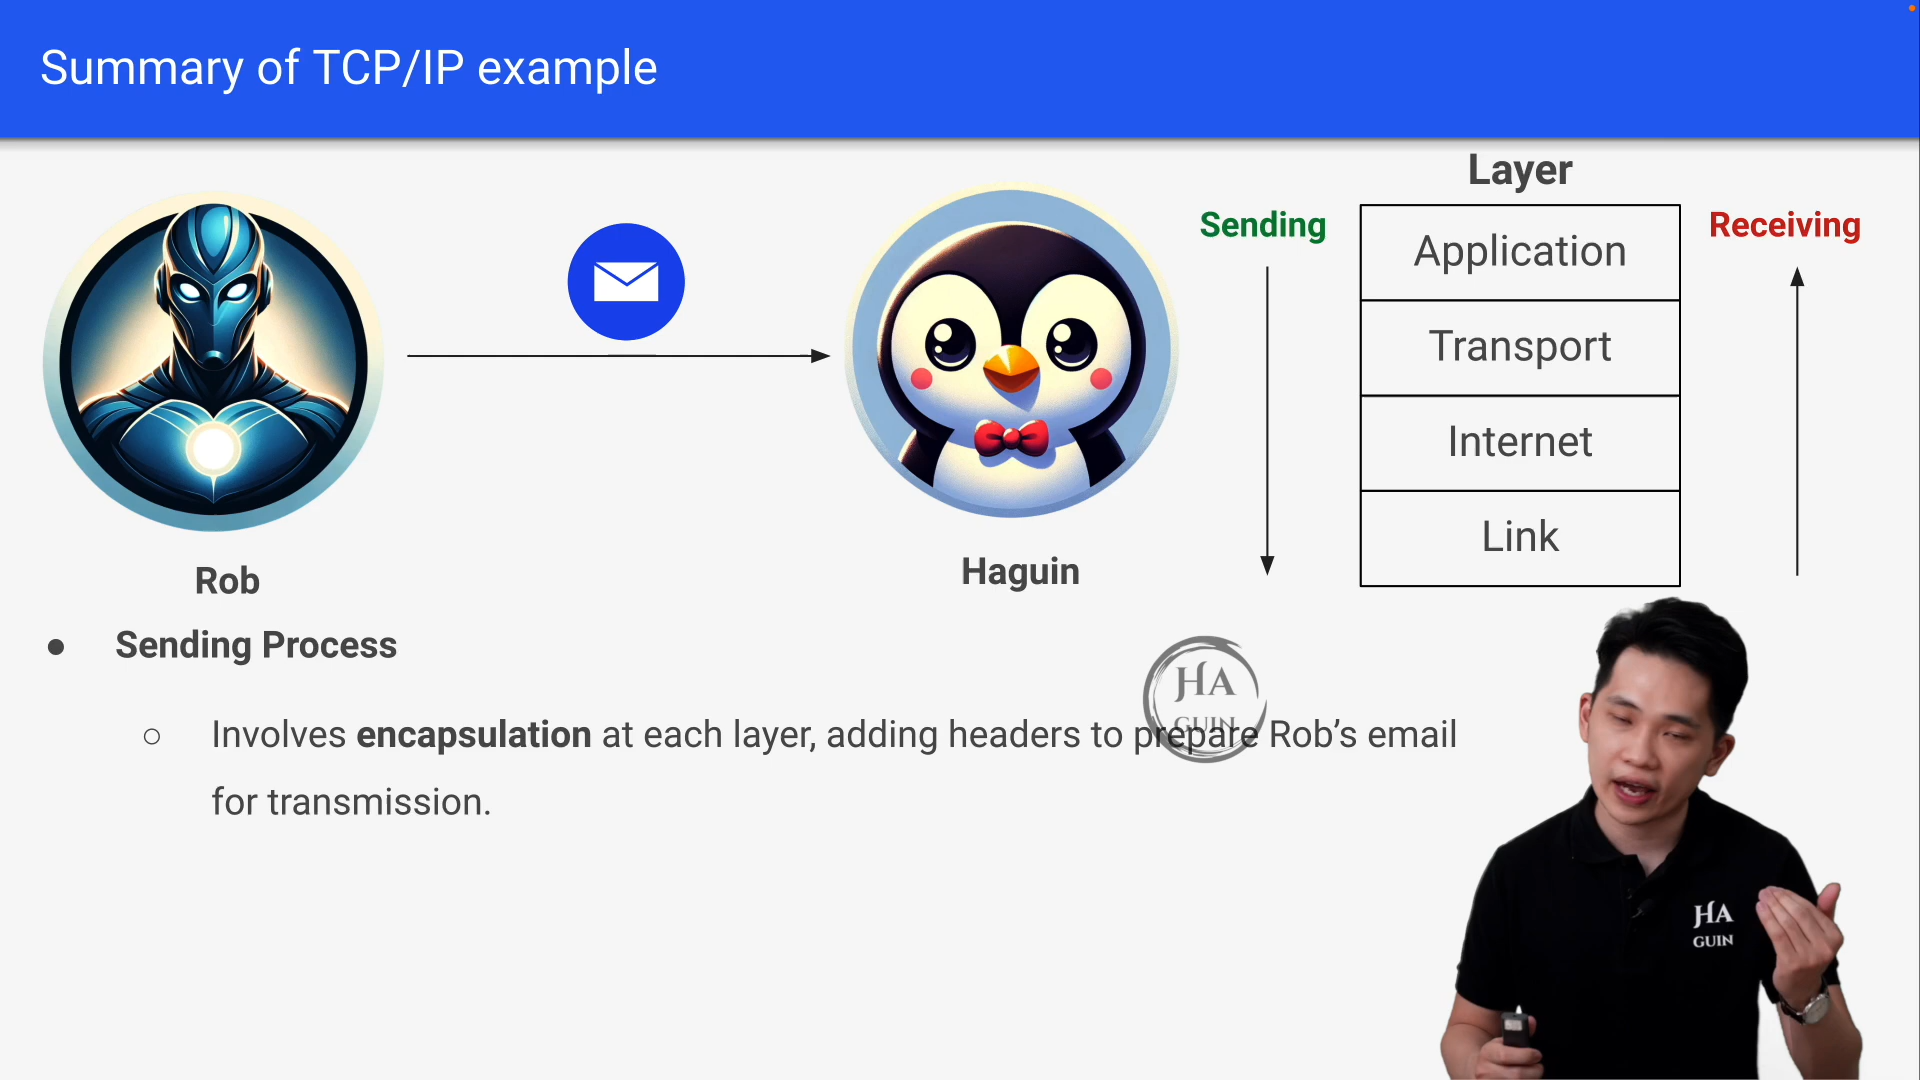 Summary of TCP/IP example
Layer
Sending
Receiving
Application
Transport
Internet
Link
Rob
Haguin
● Sending Process
○ Involves encapsulation at each layer, adding headers to prepare Rob’s email
for transmission.
HA
GUIN
HA
GUIN